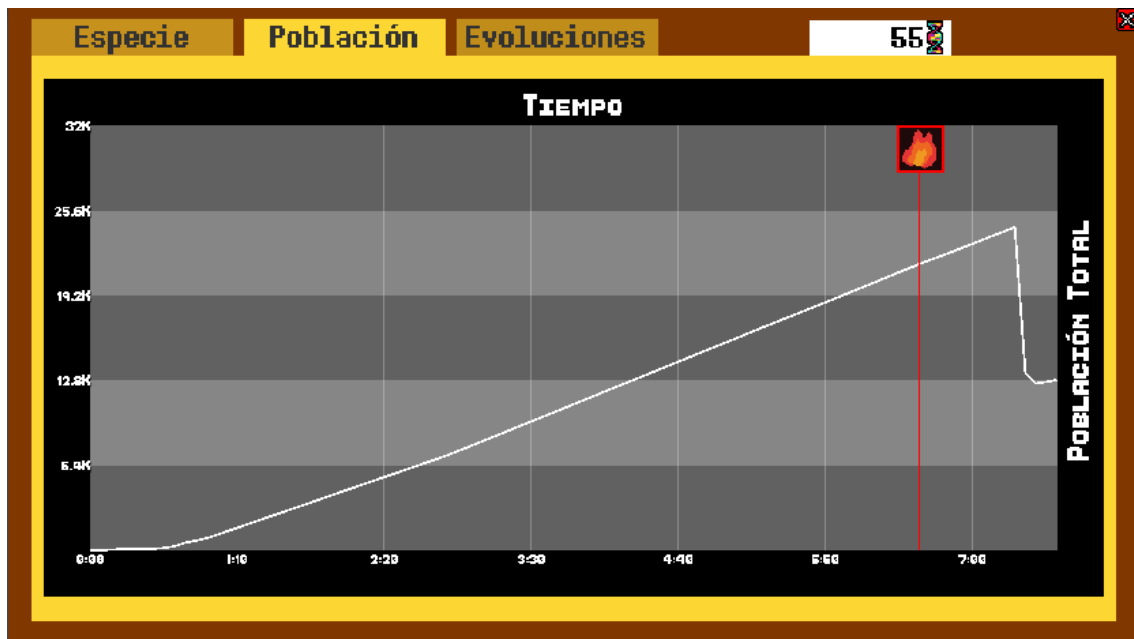 Especie
Población
Evoluciones
55
TIEMPO
32K
25.6K
19.2K
12.8K
6.4K
POBLACIÓN TOTAL
0:00
1:10
2:20
3:30
4:40
5:50
7:00